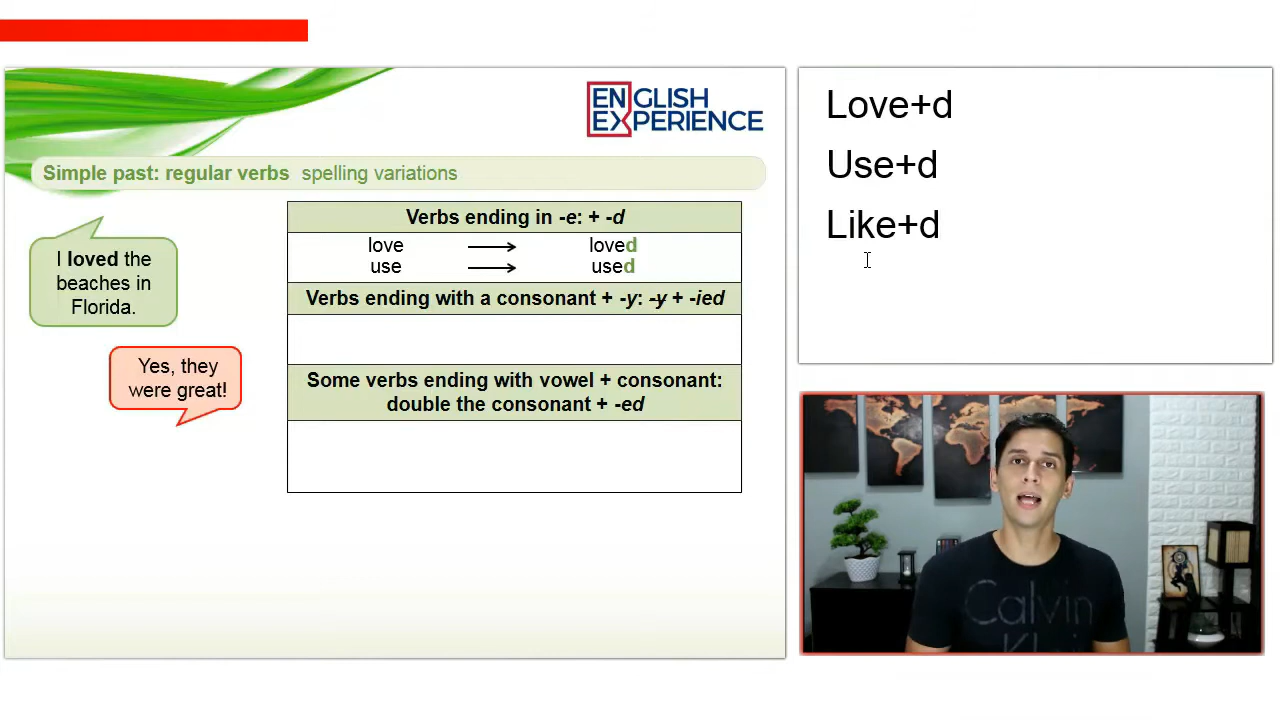 ENGLISH
EXPERIENCE
Simple past: regular verbs spelling variations
I loved the
beaches in
Florida.
Yes, they
were great!
Verbs ending in -e: + -d
love → loved
use → used
Verbs ending with a consonant + -y: -y + -ied
Some verbs ending with vowel + consonant:
double the consonant + -ed
Love+d
Use+d
Like+d
Calvin
Klein